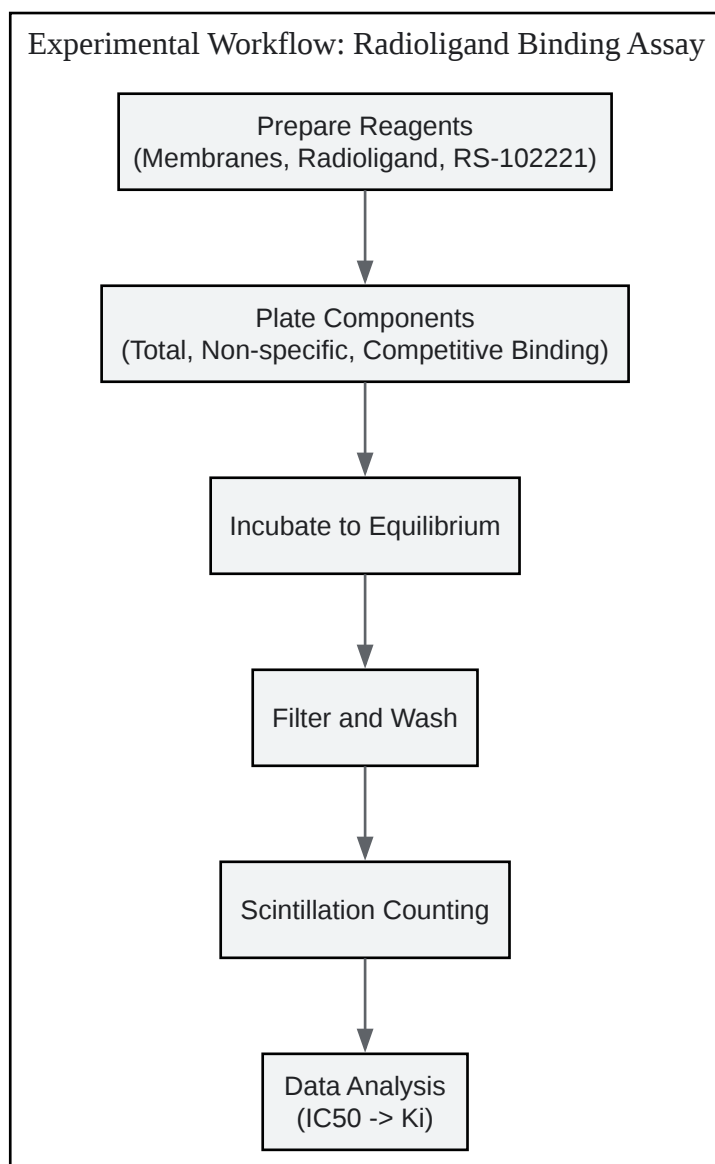 Experimental Workflow: Radioligand Binding Assay
Prepare Reagents
(Membranes, Radioligand, RS-102221)
Plate Components
(Total, Non-specific, Competitive Binding)
Incubate to Equilibrium
Filter and Wash
Scintillation Counting
Data Analysis
(IC50 -> Ki)